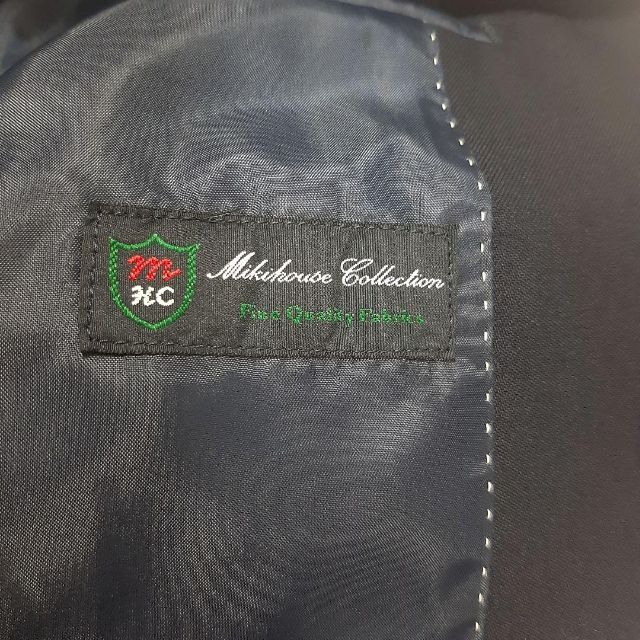 m
HC
Mikihouse Collection
Fine Quality Fabrics